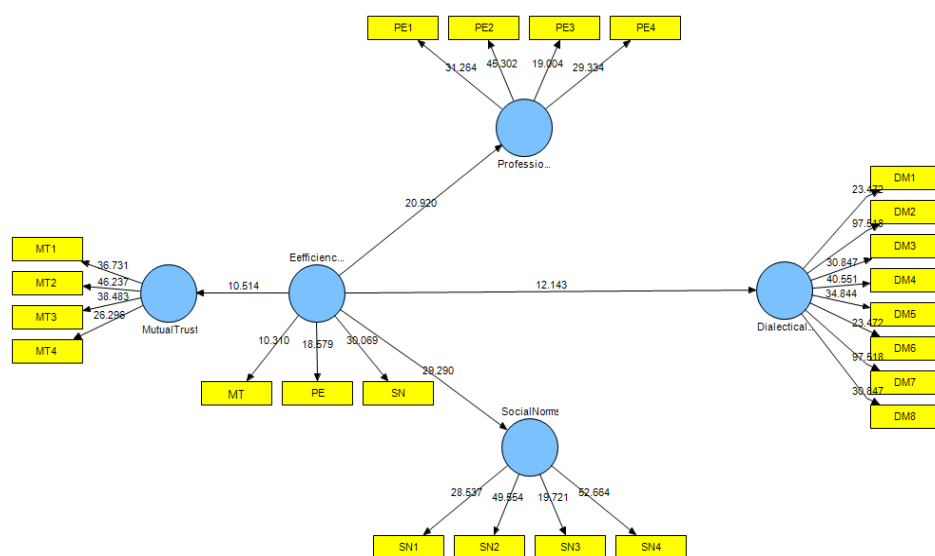 PE1
PE2
PE3
PE4
31.264
45.302
19.004
29.334
Professio...
20.920
DM1
DM2
DM3
DM4
DM5
DM6
DM7
DM8
23.472
97.518
30.847
40.551
34.844
23.472
97.518
30.847
Dialectical...
MT1
MT2
MT3
MT4
36.731
46.237
38.483
26.296
MutualTrust
10.514
Eefficienc...
12.143
10.310
18.579
30.069
29.290
MT
PE
SN
SocialNorms
28.537
49.554
19.721
52.664
SN1
SN2
SN3
SN4